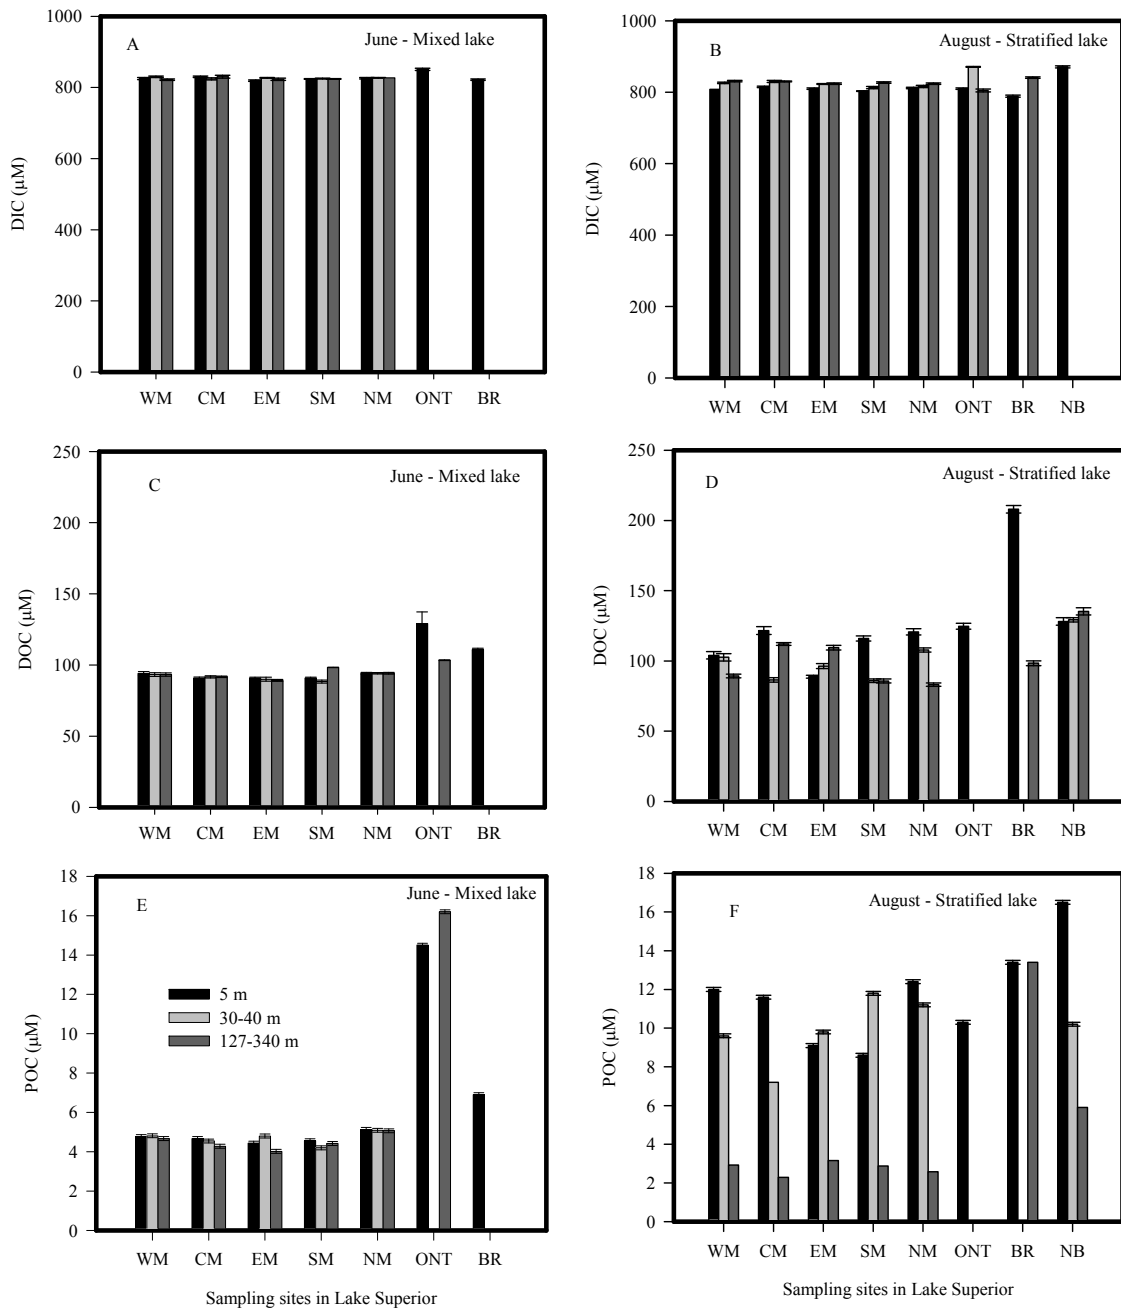 A
June - Mixed lake
1000
800
600
400
200
0
DIC (µM)
WM CM EM SM NM ONT BR
B
August - Stratified lake
1000
800
600
400
200
0
DIC (µM)
WM CM EM SM NM ONT BR NB
C
June - Mixed lake
250
200
150
100
50
0
DOC (µM)
WM CM EM SM NM ONT BR
D
August - Stratified lake
250
200
150
100
50
0
DOC (µM)
WM CM EM SM NM ONT BR NB
E
June - Mixed lake
18
16
14
12
10
8
6
4
2
0
POC (µM)
5 m
30-40 m
127-340 m
WM CM EM SM NM ONT BR
Sampling sites in Lake Superior
F
August - Stratified lake
18
16
14
12
10
8
6
4
2
0
POC (µM)
WM CM EM SM NM ONT BR NB
Sampling sites in Lake Superior